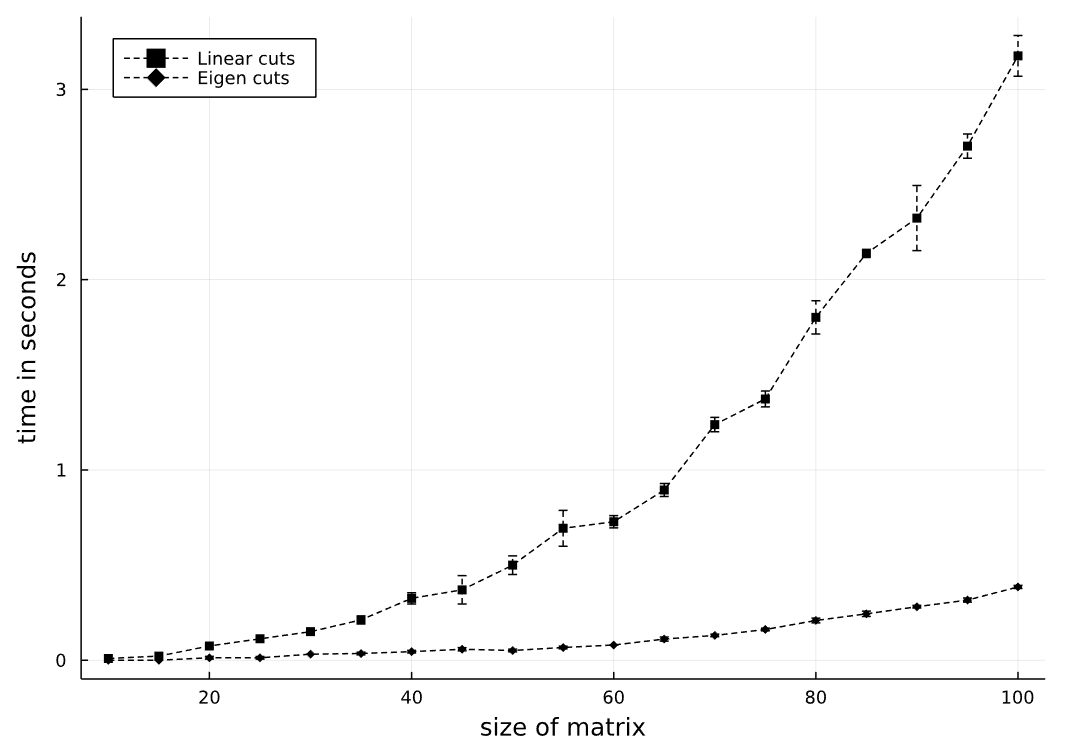 Linear cuts
Eigen cuts
3
2
1
0
time in seconds
20 40 60 80 100
size of matrix